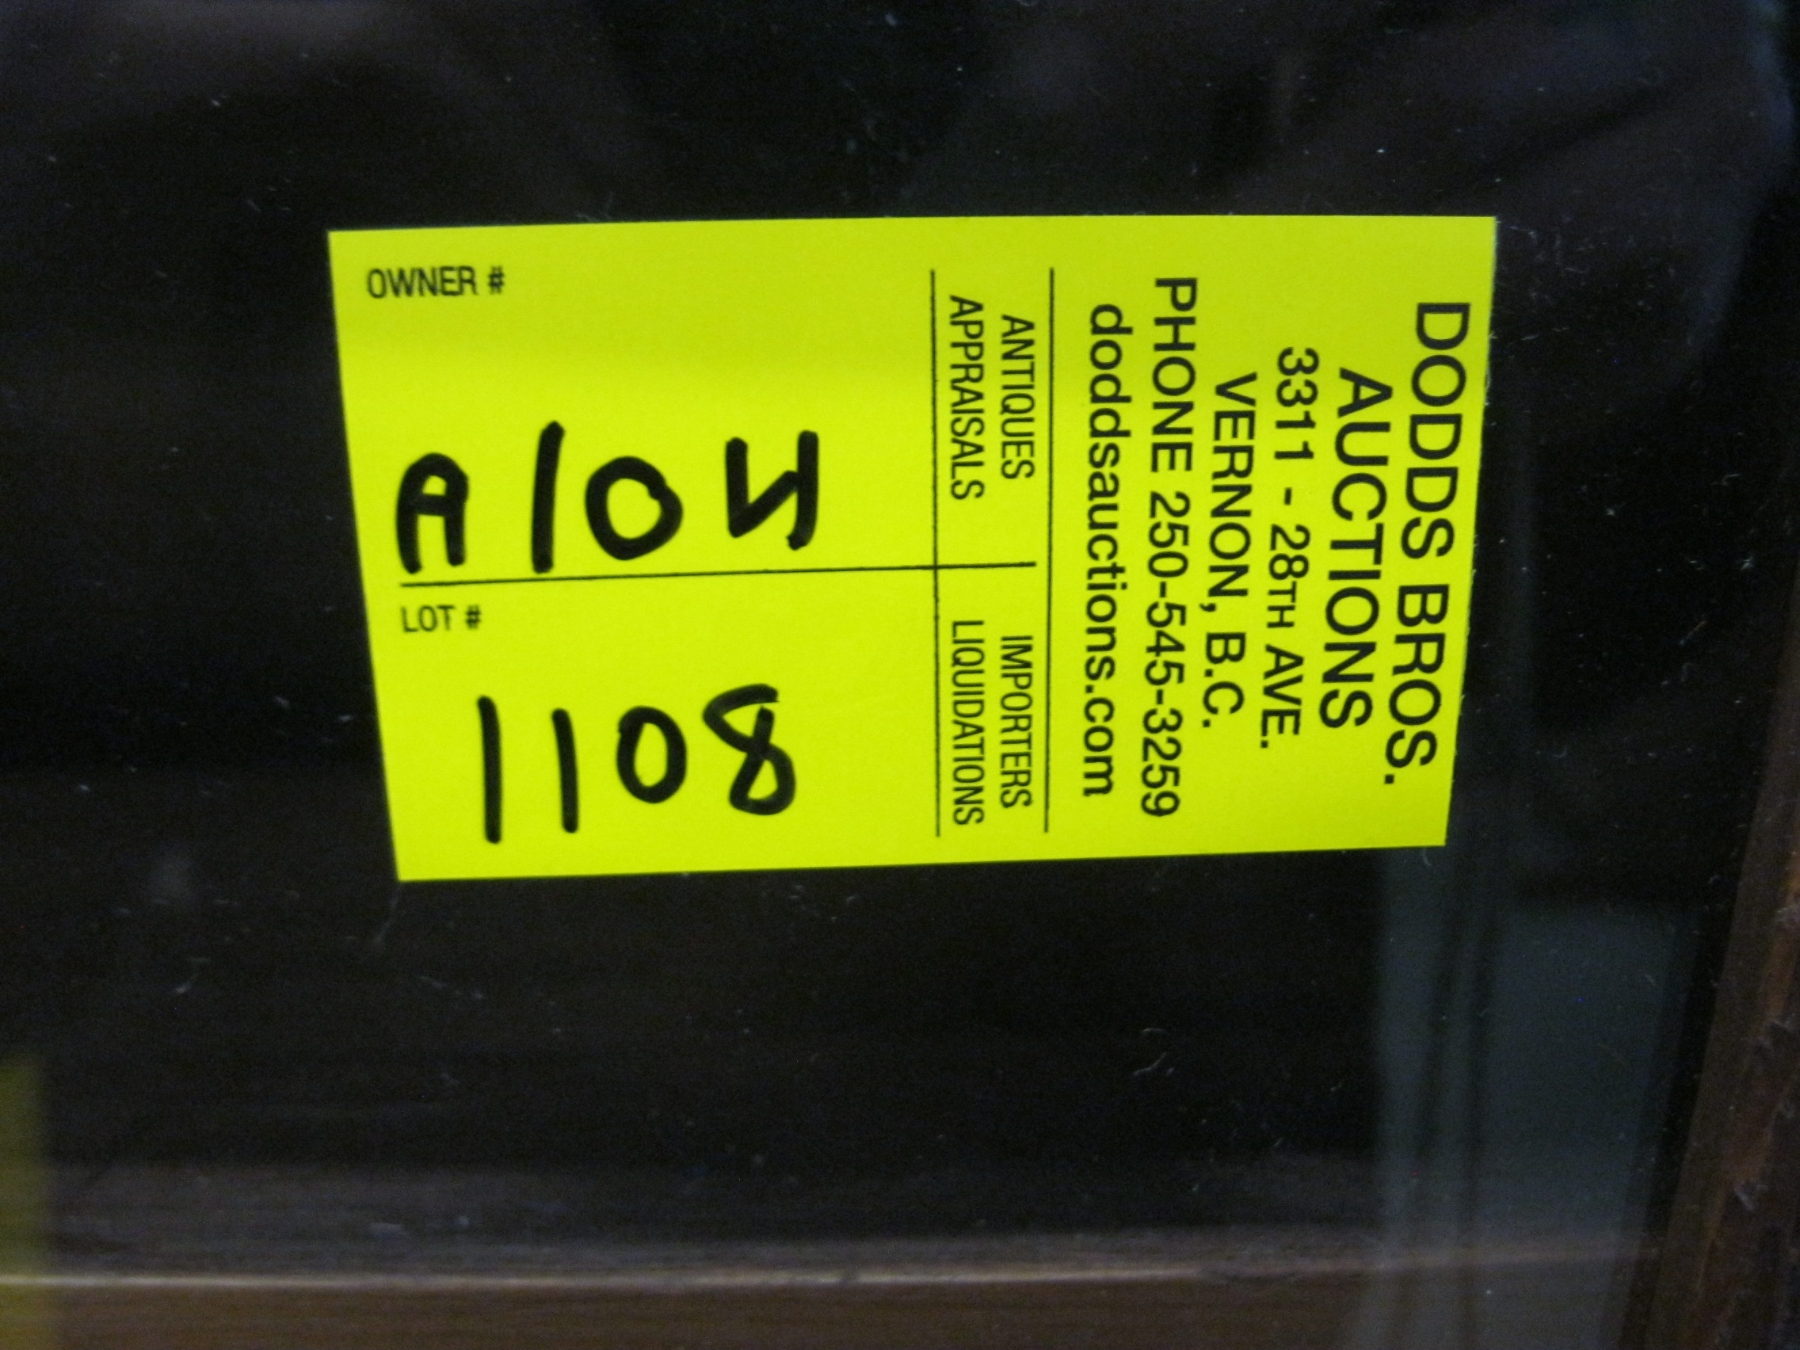 DODDS BROS.
AUCTIONS
3311 - 28TH AVE.
VERNON, B.C.
PHONE 250-545-3259
doddsauctions.com
ANTIQUES IMPORTERS
APPRAISALS LIQUIDATIONS
OWNER #
A104
LOT #
1108